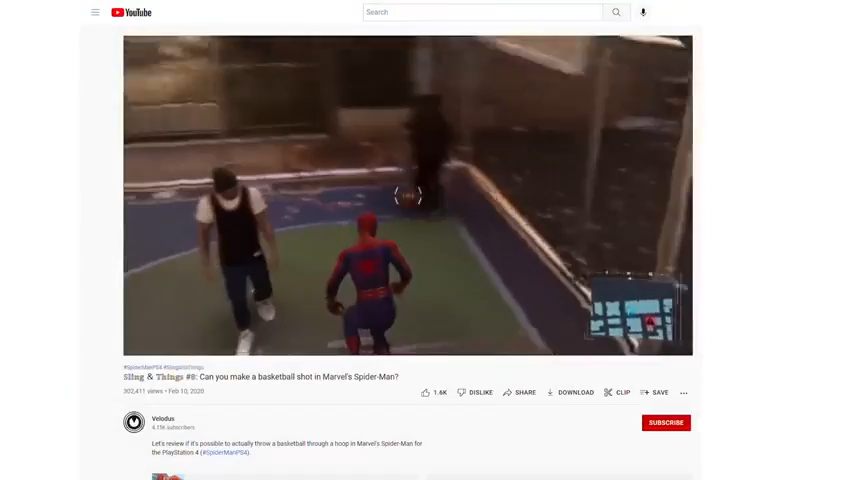 YouTube
Search
#SpiderManPS4 #SlingsNThings
Sling & Things #8: Can you make a basketball shot in Marvel's Spider-Man?
302,411 views • Feb 10, 2020
1.6K DISLIKE SHARE DOWNLOAD CLIP SAVE
Velodus
4.15K subscribers
SUBSCRIBE
Let's review if it's possible to actually throw a basketball through a hoop in Marvel's Spider-Man for
the PlayStation 4 (#SpiderManPS4).